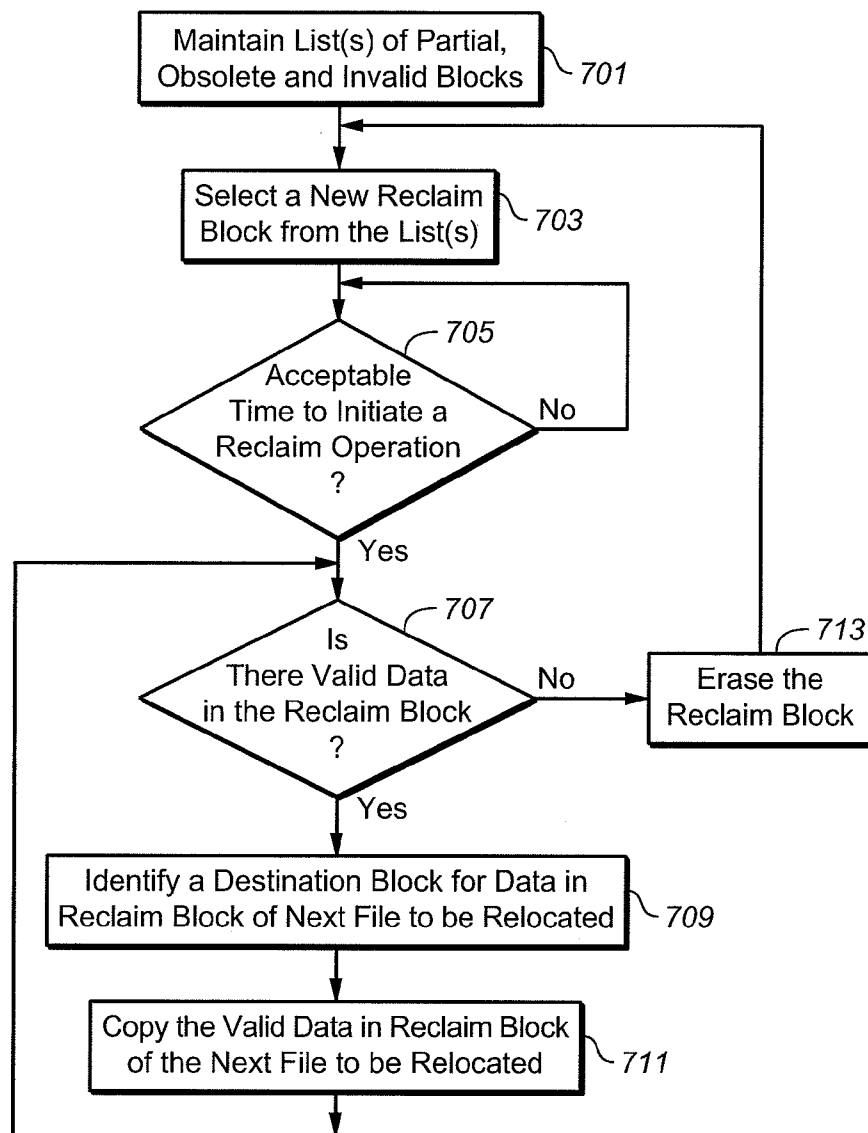 Maintain List(s) of Partial,
Obsolete and Invalid Blocks
701
Select a New Reclaim
Block from the List(s)
703
705
Acceptable
Time to Initiate a
Reclaim Operation
?
No
Yes
707
Is
There Valid Data
in the Reclaim Block
?
No
713
Erase the
Reclaim Block
Yes
Identify a Destination Block for Data in
Reclaim Block of Next File to be Relocated
709
Copy the Valid Data in Reclaim Block
of the Next File to be Relocated
711